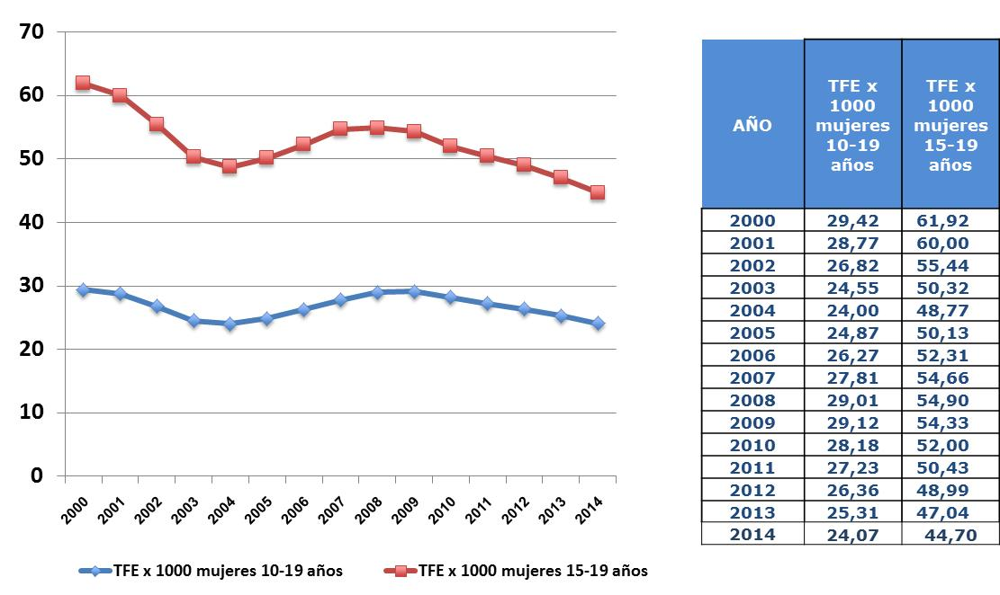 70
60
50
40
30
20
10
0
2000 2001 2002 2003 2004 2005 2006 2007 2008 2009 2010 2011 2012 2013 2014
TFE x 1000 mujeres 10-19 años TFE x 1000 mujeres 15-19 años
AÑO
TFE x
1000
mujeres
10-19
años
TFE x
1000
mujeres
15-19
años
2000 29,42 61,92
2001 28,77 60,00
2002 26,82 55,44
2003 24,55 50,32
2004 24,00 48,77
2005 24,87 50,13
2006 26,27 52,31
2007 27,81 54,66
2008 29,01 54,90
2009 29,12 54,33
2010 28,18 52,00
2011 27,23 50,43
2012 26,36 48,99
2013 25,31 47,04
2014 24,07 44,70